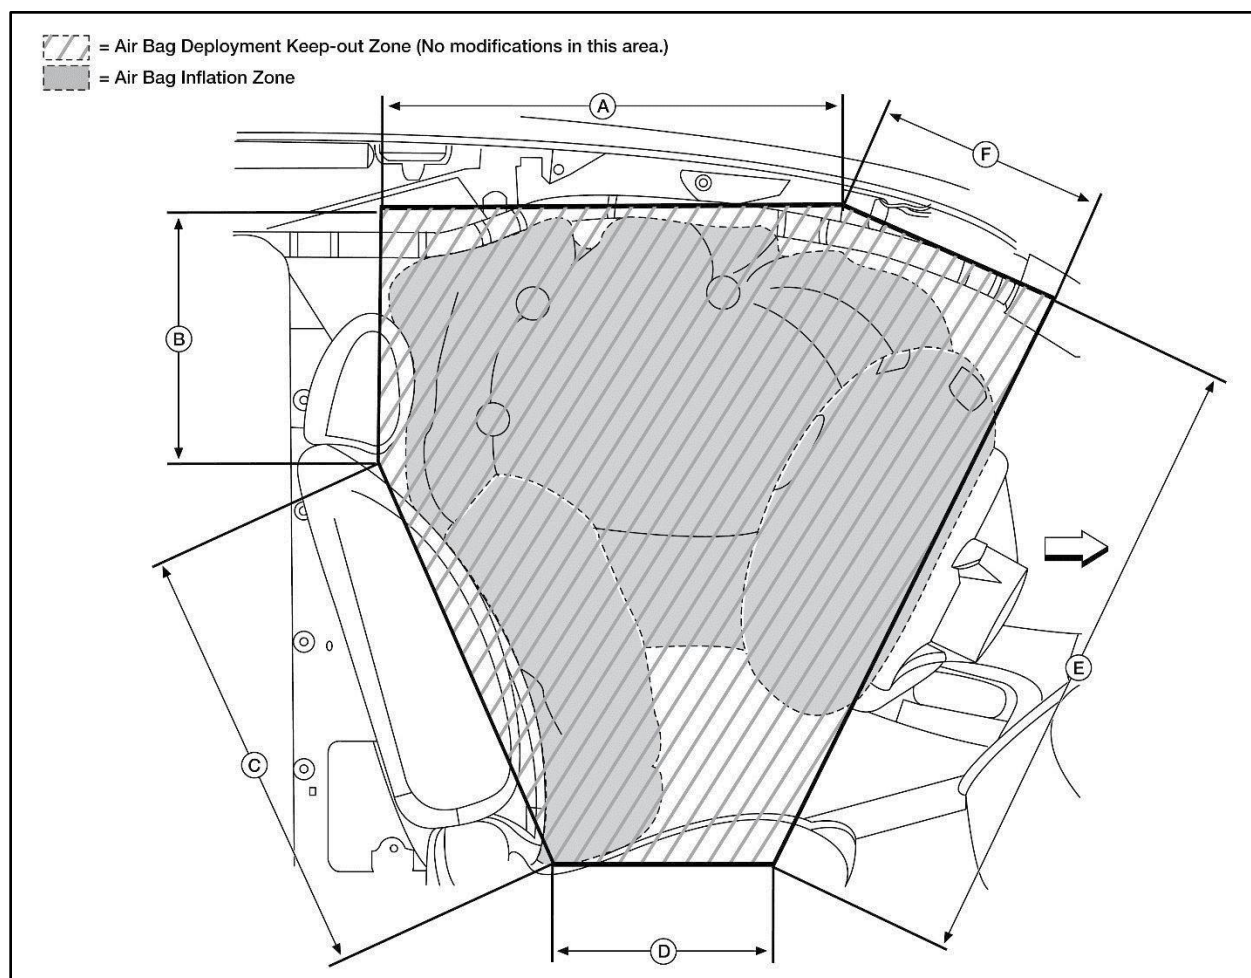 = Air Bag Deployment Keep-out Zone (No modifications in this area.)
= Air Bag Inflation Zone
A
F
B
E
C
D